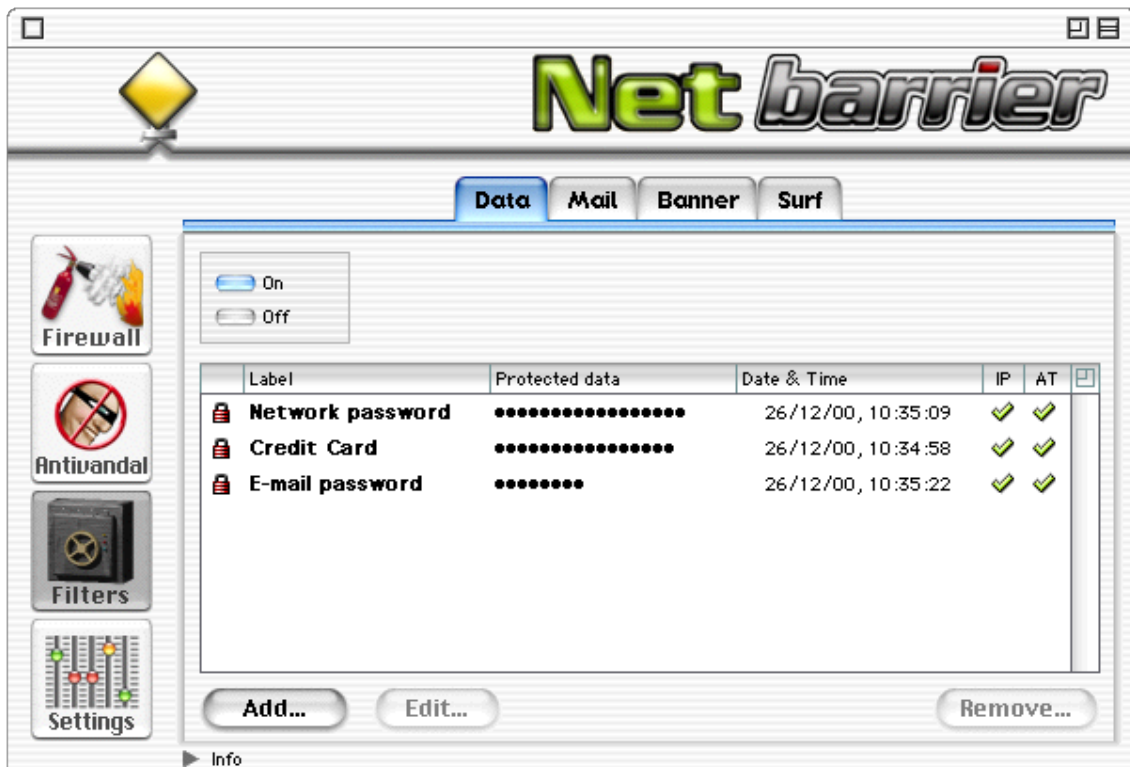 Net barrier
Data Mail Banner Surf
On
Off
Firewall
Antivandal
Filters
Settings
Label Protected data Date & Time IP AT
Network password ••••••••••••••••• 26/12/00, 10:35:09
Credit Card •••••••••••••••• 26/12/00, 10:34:58
E-mail password •••••••• 26/12/00, 10:35:22
Add... Edit... Remove...
Info